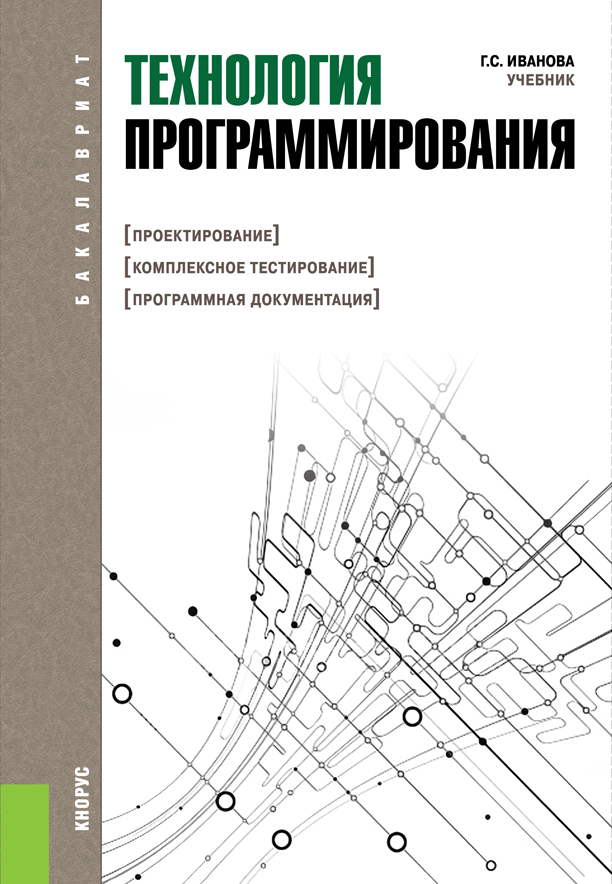 Г.С. ИВАНОВА
УЧЕБНИК
ТЕХНОЛОГИЯ
ПРОГРАММИРОВАНИЯ
[ПРОЕКТИРОВАНИЕ]
[КОМПЛЕКСНОЕ ТЕСТИРОВАНИЕ]
[ПРОГРАММНАЯ ДОКУМЕНТАЦИЯ]
БАКАЛАВРИАТ
КНОРУС